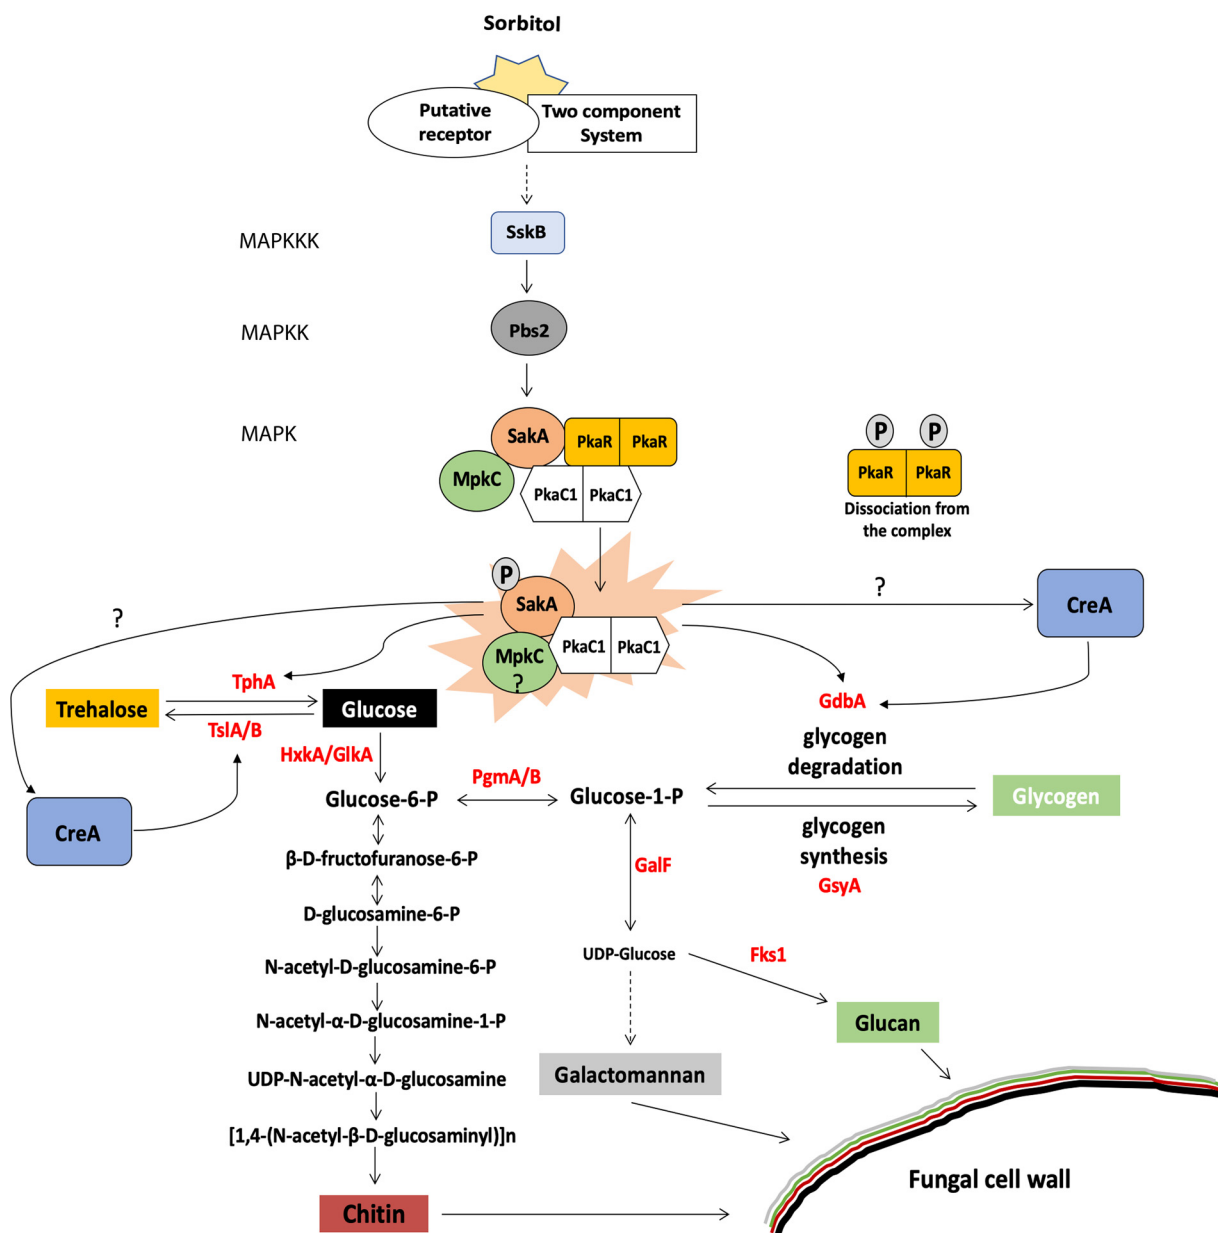 Sorbitol
Putative
receptor
Two component
System
MAPKKK
SskB
MAPKK
Pbs2
MAPK
SakA
PkaR
PkaR
MpkC
PkaC1
PkaC1
P
P
PkaR
PkaR
Dissociation from
the complex
P
SakA
MpkC
?
PkaC1
PkaC1
?
?
CreA
TphA
Trehalose
Glucose
TslA/B
GdbA
glycogen
degradation
HxkA/GlkA
PgmA/B
Glucose-6-P
Glucose-1-P
Glycogen
CreA
glycogen
synthesis
GsyA
β-D-fructofuranose-6-P
GalF
D-glucosamine-6-P
UDP-Glucose
Fks1
N-acetyl-D-glucosamine-6-P
N-acetyl-α-D-glucosamine-1-P
Glucan
UDP-N-acetyl-α-D-glucosamine
Galactomannan
[1,4-(N-acetyl-β-D-glucosaminyl)]n
Fungal cell wall
Chitin